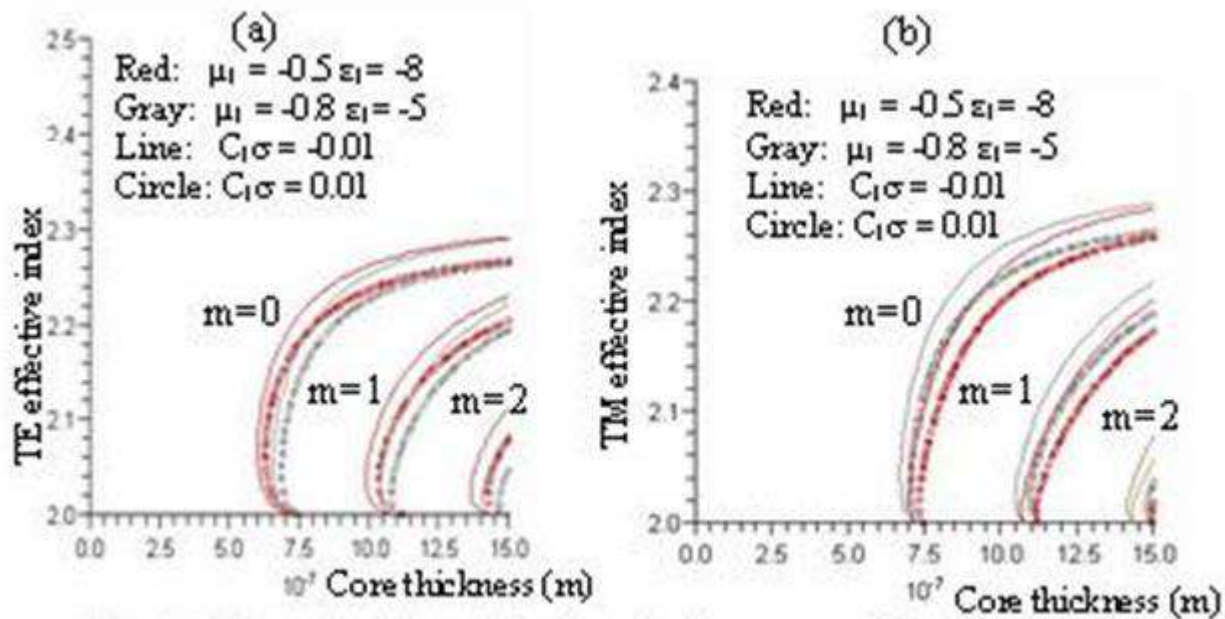 (a)
Red: μ₁ = -0.5 ε₁= -8
Gray: μ₁ = -0.8 ε₁= -5
Line: C₁σ = -0.01
Circle: C₁σ = 0.01
TE effective index
2.5
2.4
2.3
2.2
2.1
2.0
m=0
m=1
m=2
0.0 2.5 5.0 7.5 10.0 12.5 15.0
10⁻⁷ Core thickness (m)
(b)
Red: μ₁ = -0.5 ε₁= -8
Gray: μ₁ = -0.8 ε₁= -5
Line: C₁σ = -0.01
Circle: C₁σ = 0.01
TM effective index
2.4
2.3
2.2
2.1
2.0
m=0
m=1
m=2
0.0 2.5 5.0 7.5 10.0 12.5 15.0
10⁻⁷ Core thickness (m)